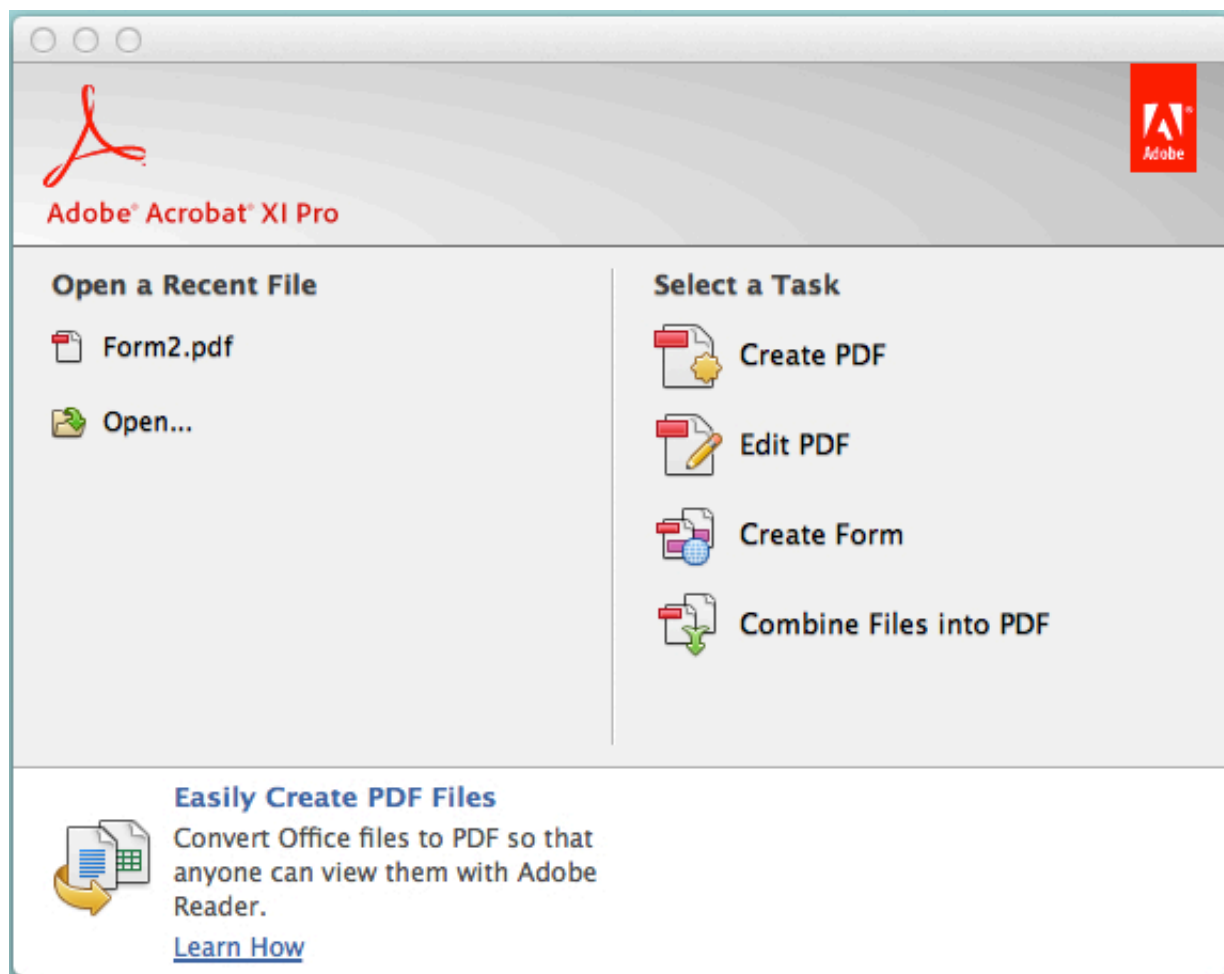 Adobe
Adobe® Acrobat® XI Pro
Open a Recent File
Form2.pdf
Open...
Select a Task
Create PDF
Edit PDF
Create Form
Combine Files into PDF
Easily Create PDF Files
Convert Office files to PDF so that
anyone can view them with Adobe
Reader.
Learn How